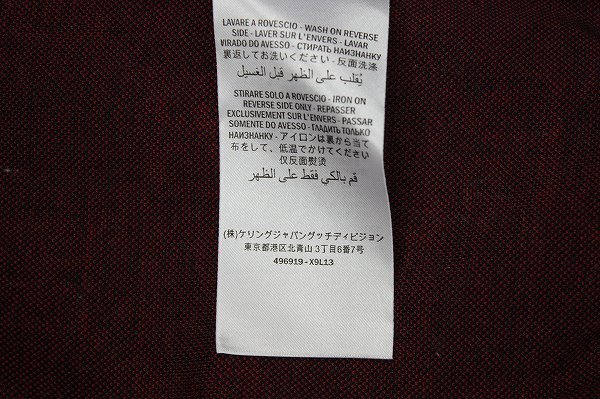 LAVARE A ROVESCIO - WASH ON REVERSE
SIDE - LAVER SUR L'ENVERS - LAVAR
VIRADO DO AVESSO - СТИРАТЬ НАИЗНАНКУ
裏返してお洗いください - 反面洗涤
يُقلب على الظهر قبل الغسيل
STIRARE SOLO A ROVESCIO - IRON ON
REVERSE SIDE ONLY - REPASSER
EXCLUSIVEMENT SUR L'ENVERS - PASSAR
SOMENTE DO AVESSO - ГЛАДИТЬ ТОЛЬКО
НАИЗНАНКУ - アイロンは裏から当て
布をして、低温でかけてください
仅反面熨烫
قم بالكي فقط على الظهر
(株)ケリングジャパングッチディビジョン
東京都港区北青山 3丁目6番7号
496919 - X9L13